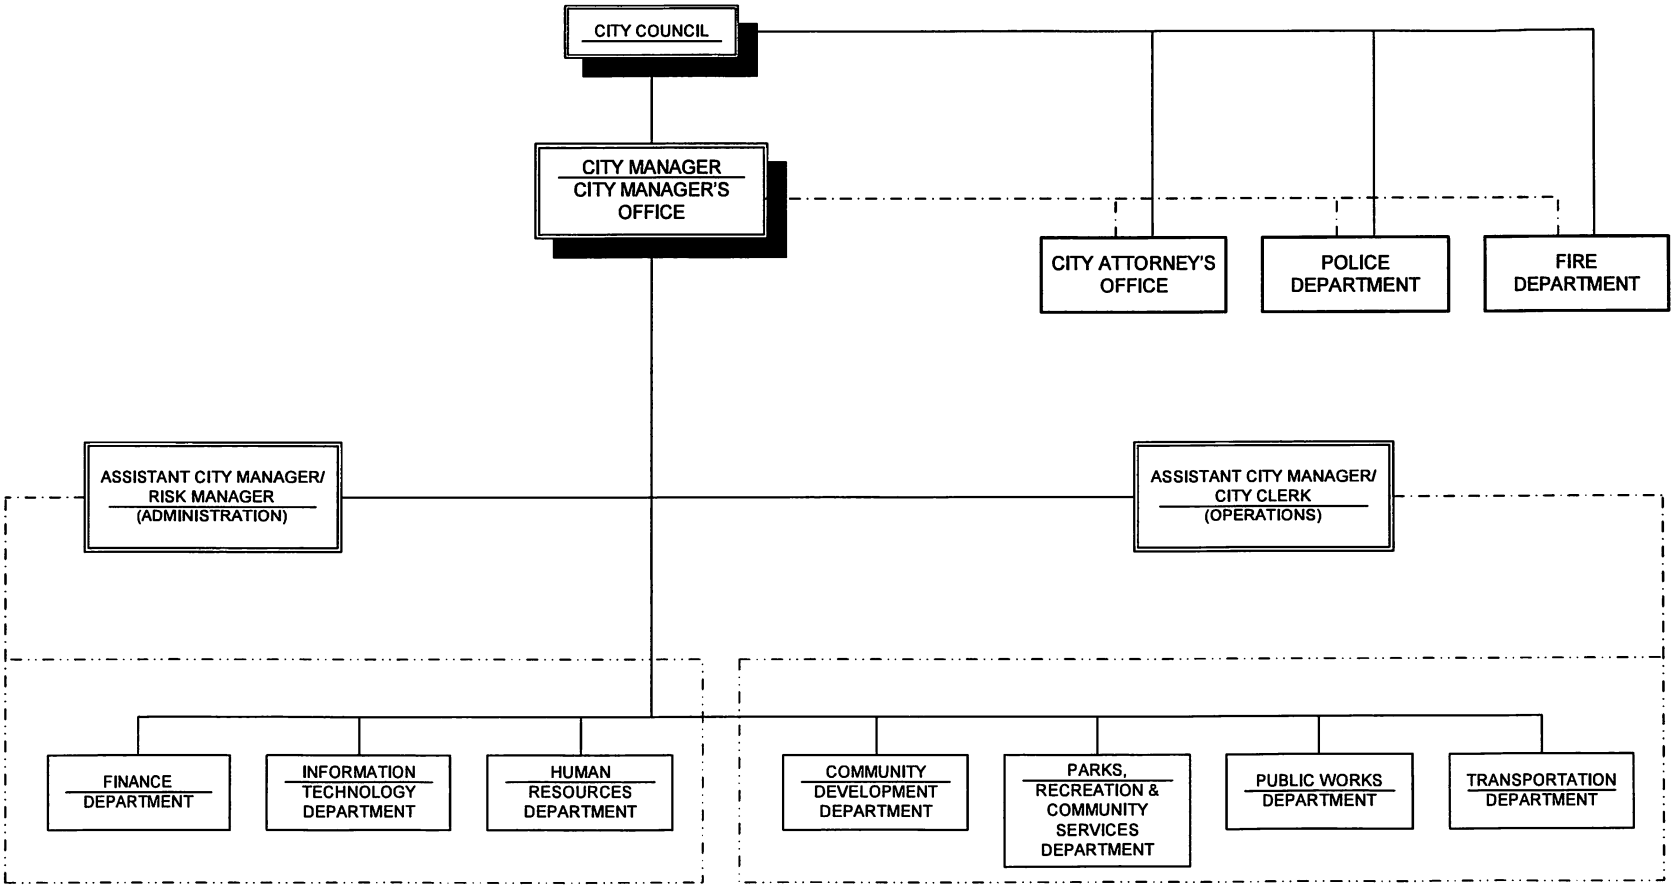 CITY COUNCIL
CITY MANAGER
CITY MANAGER'S
OFFICE
CITY ATTORNEY'S
OFFICE
POLICE
DEPARTMENT
FIRE
DEPARTMENT
ASSISTANT CITY MANAGER/
RISK MANAGER
(ADMINISTRATION)
ASSISTANT CITY MANAGER/
CITY CLERK
(OPERATIONS)
FINANCE
DEPARTMENT
INFORMATION
TECHNOLOGY
DEPARTMENT
HUMAN
RESOURCES
DEPARTMENT
COMMUNITY
DEVELOPMENT
DEPARTMENT
PARKS,
RECREATION &
COMMUNITY
SERVICES
DEPARTMENT
PUBLIC WORKS
DEPARTMENT
TRANSPORTATION
DEPARTMENT